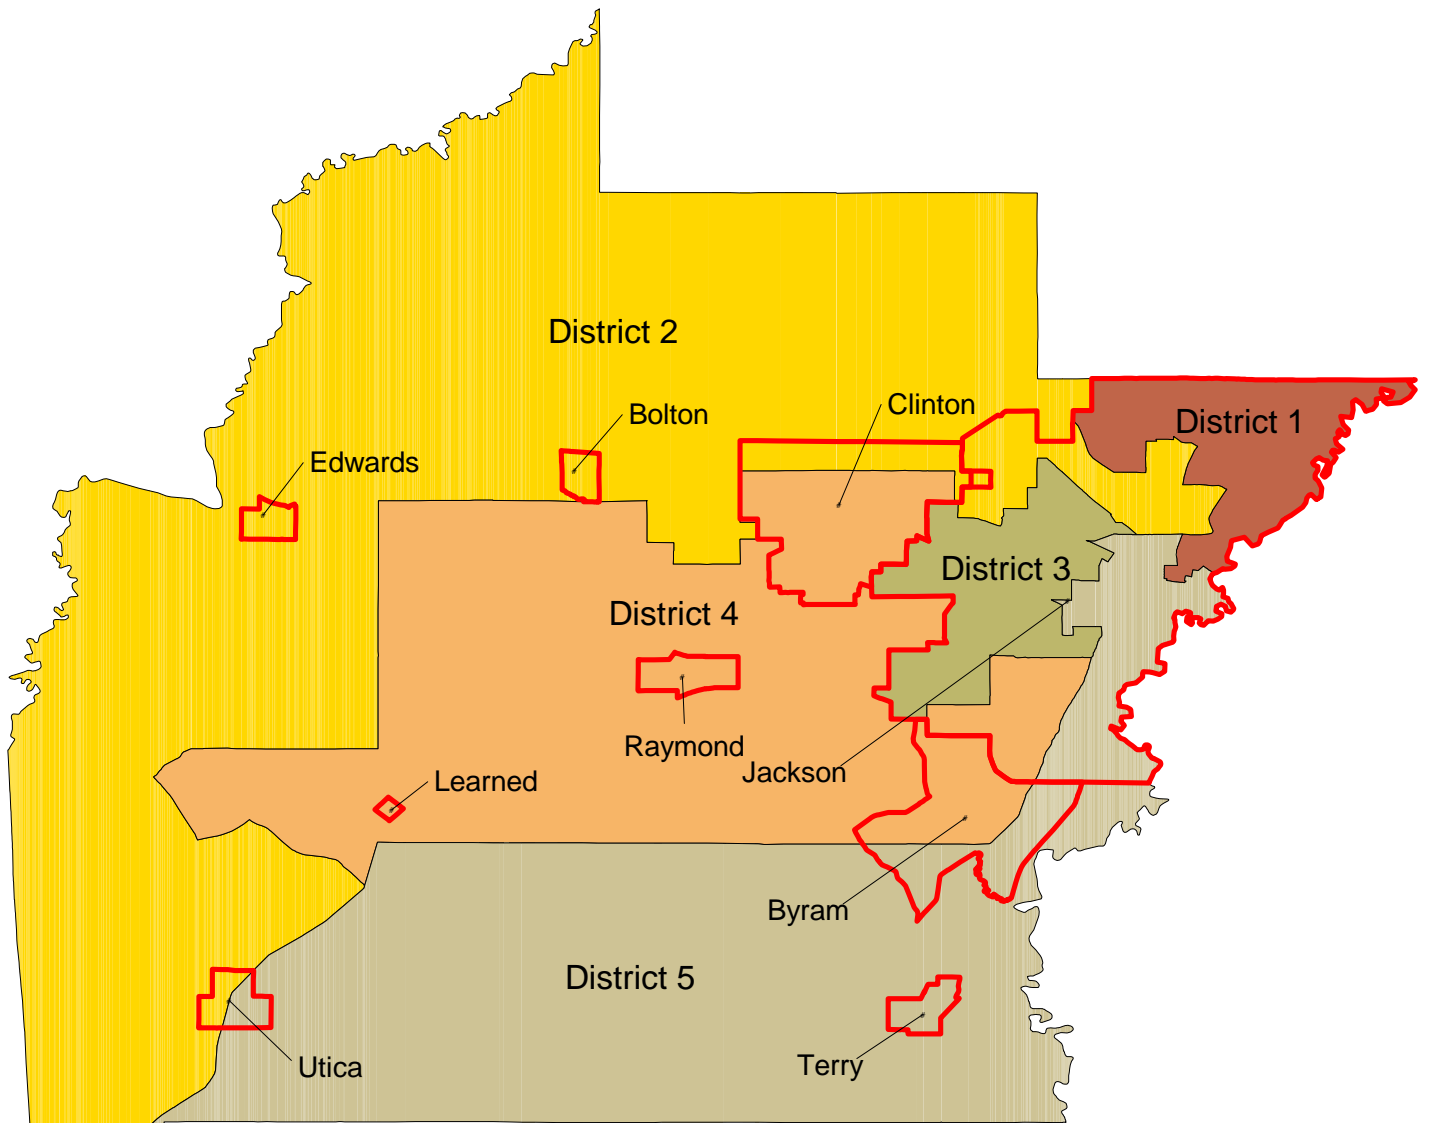 District 2
Clinton
Bolton
District 1
Edwards
District 3
District 4
Raymond
Jackson
Learned
Byram
District 5
Terry
Utica